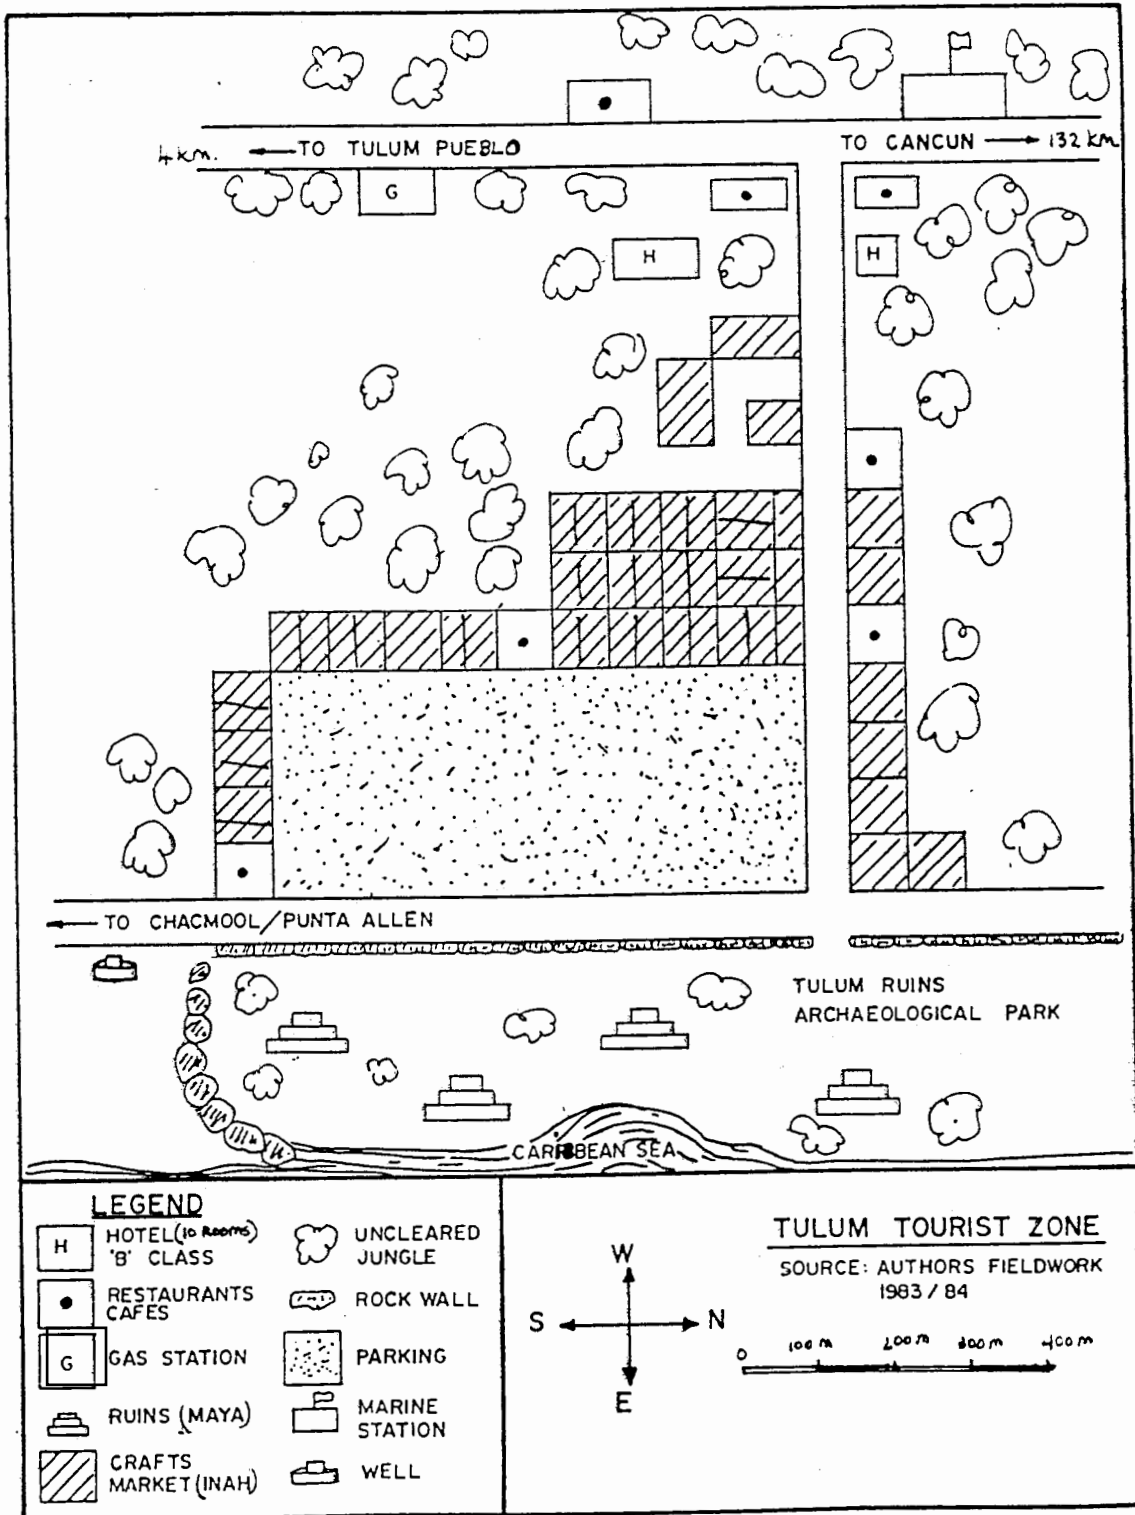 4 km.
TO TULUM PUEBLO
TO CANCUN
132 km
G
H
H
TO CHACMOOL/PUNTA ALLEN
TULUM RUINS
ARCHAEOLOGICAL PARK
CARIBBEAN SEA
LEGEND
H
HOTEL (10 ROOMS)
'B' CLASS
RESTAURANTS
CAFES
G
GAS STATION
RUINS (MAYA)
CRAFTS
MARKET (INAH)
UNCLEARED
JUNGLE
ROCK WALL
PARKING
MARINE
STATION
WELL
W
S
N
E
TULUM TOURIST ZONE
SOURCE: AUTHORS FIELDWORK
1983 / 84
0 100 m 200 m 300 m 400 m